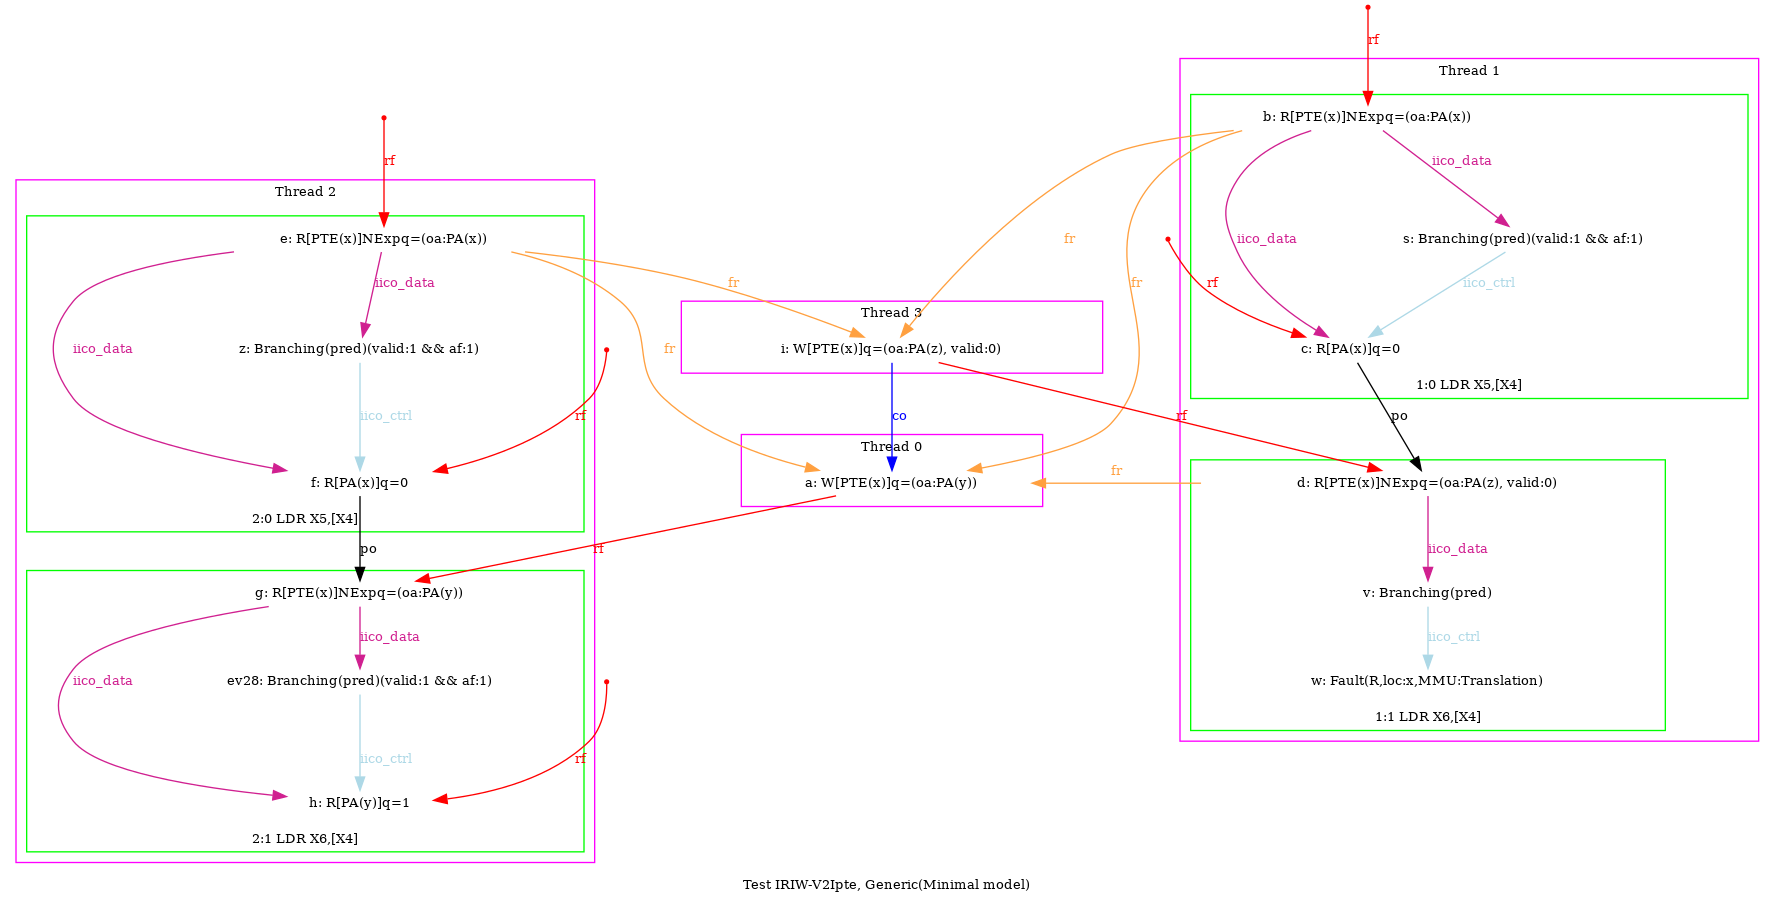 rf
Thread 1
b: R[PTE(x)]NExpq=(oa:PA(x))
rf
iico_data
Thread 2
e: R[PTE(x)]NExpq=(oa:PA(x))
fr
iico_data
s: Branching(pred)(valid:1 && af:1)
iico_data
fr
fr
rf
iico_ctrl
Thread 3
iico_data
z: Branching(pred)(valid:1 && af:1)
fr
i: W[PTE(x)]q=(oa:PA(z), valid:0)
c: R[PA(x)]q=0
1:0 LDR X5,[X4]
iico_ctrl
rf
co
rf
po
Thread 0
fr
f: R[PA(x)]q=0
a: W[PTE(x)]q=(oa:PA(y))
d: R[PTE(x)]NExpq=(oa:PA(z), valid:0)
2:0 LDR X5,[X4]
po
rf
iico_data
g: R[PTE(x)]NExpq=(oa:PA(y))
v: Branching(pred)
iico_data
iico_ctrl
iico_data
ev28: Branching(pred)(valid:1 && af:1)
w: Fault(R,loc:x,MMU:Translation)
1:1 LDR X6,[X4]
iico_ctrl
rf
h: R[PA(y)]q=1
2:1 LDR X6,[X4]
Test IRIW-V2Ipte, Generic(Minimal model)